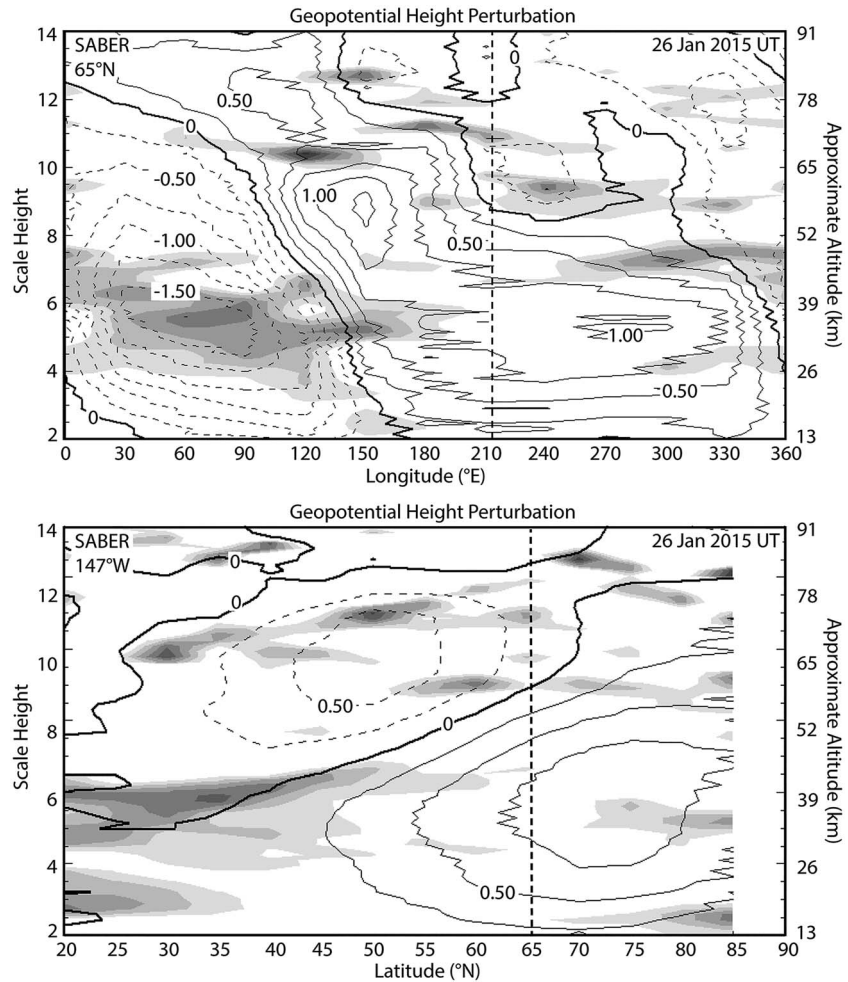 Geopotential Height Perturbation
SABER
65°N
26 Jan 2015 UT
14
12
10
8
6
4
2
Scale Height
91
78
65
52
39
26
13
Approximate Altitude (km)
0
0.50
0
0
-0.50
1.00
-1.00
0.50
-1.50
1.00
0.50
0
0 30 60 90 120 150 180 210 240 270 300 330 360
Longitude (°E)
Geopotential Height Perturbation
SABER
147°W
26 Jan 2015 UT
14
12
10
8
6
4
2
Scale Height
91
78
65
52
39
26
13
Approximate Altitude (km)
0
0
0.50
0
0.50
20 25 30 35 40 45 50 55 60 65 70 75 80 85 90
Latitude (°N)